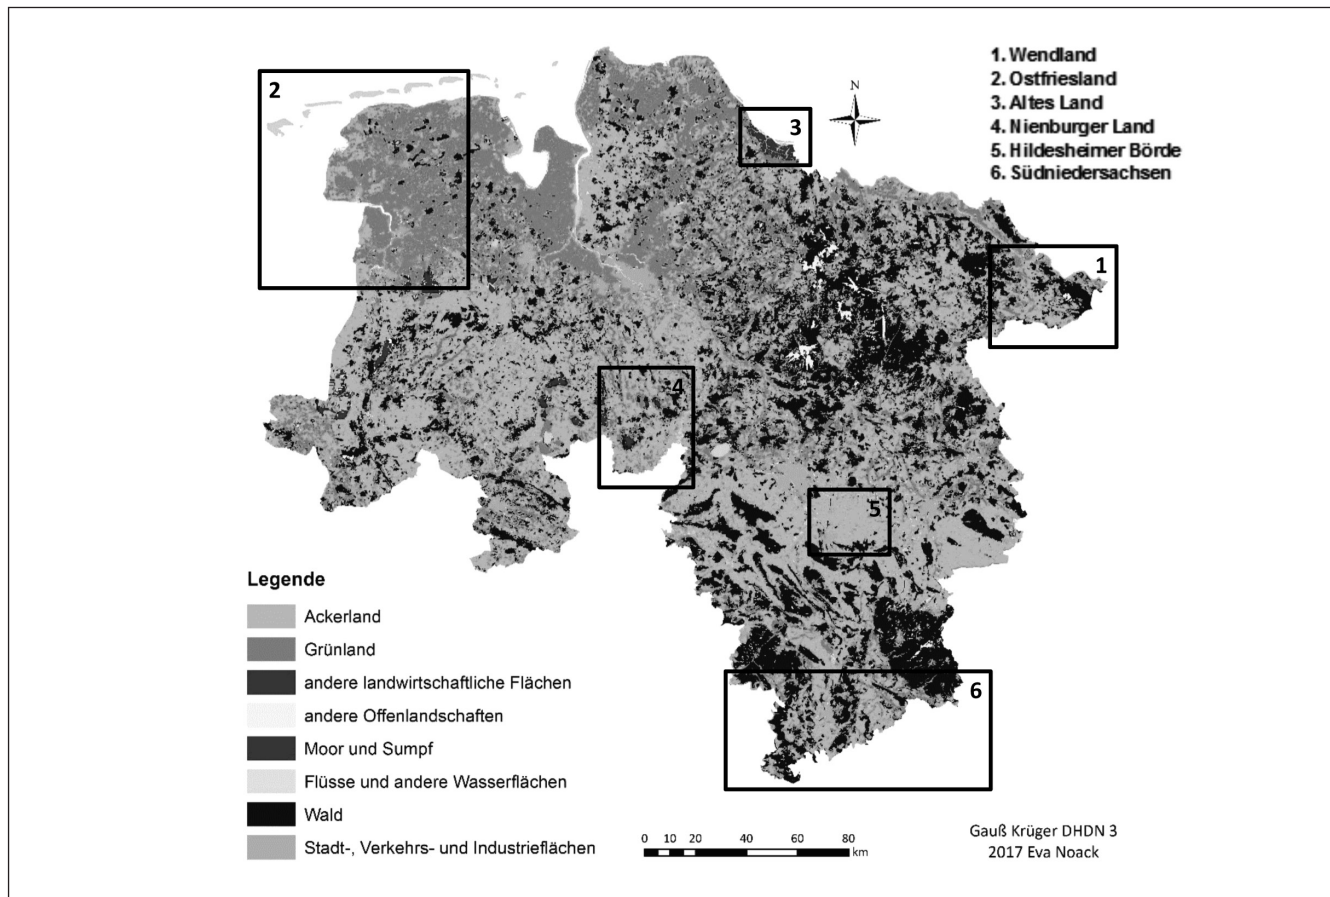 1. Wendland
2. Ostfriesland
3. Altes Land
4. Nienburger Land
5. Hildesheimer Börde
6. Südniedersachsen
N
2
3
1
4
5
6
Legende
Ackerland
Grünland
andere landwirtschaftliche Flächen
andere Offenlandschaften
Moor und Sumpf
Flüsse und andere Wasserflächen
Wald
Stadt-, Verkehrs- und Industrieflächen
0 10 20 40 60 80
km
Gauß Krüger DHDN 3
2017 Eva Noack